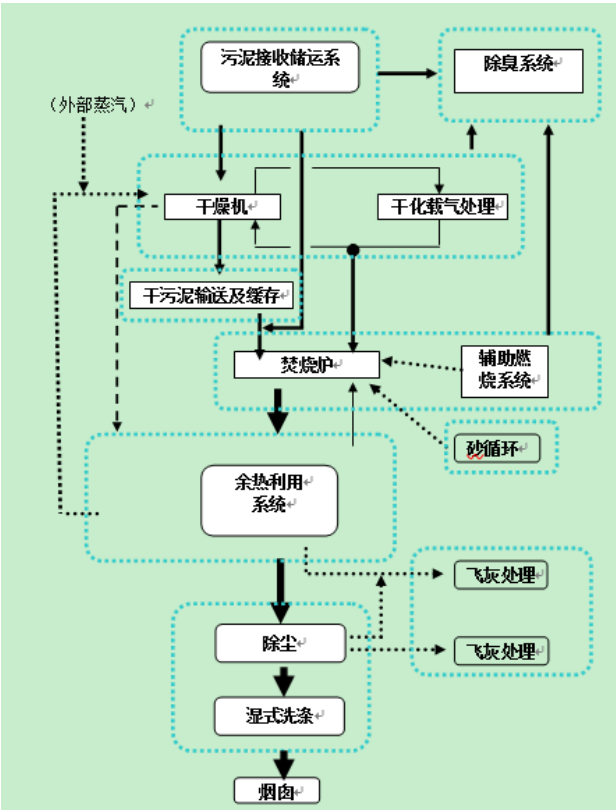 污泥接收储运系
统
除臭系统
（外部蒸汽）
干燥机
干化载气处理
干污泥输送及缓存
焚烧炉
辅助燃
烧系统
砂循环
余热利用
系统
飞灰处理
除尘
飞灰处理
湿式洗涤
烟囱